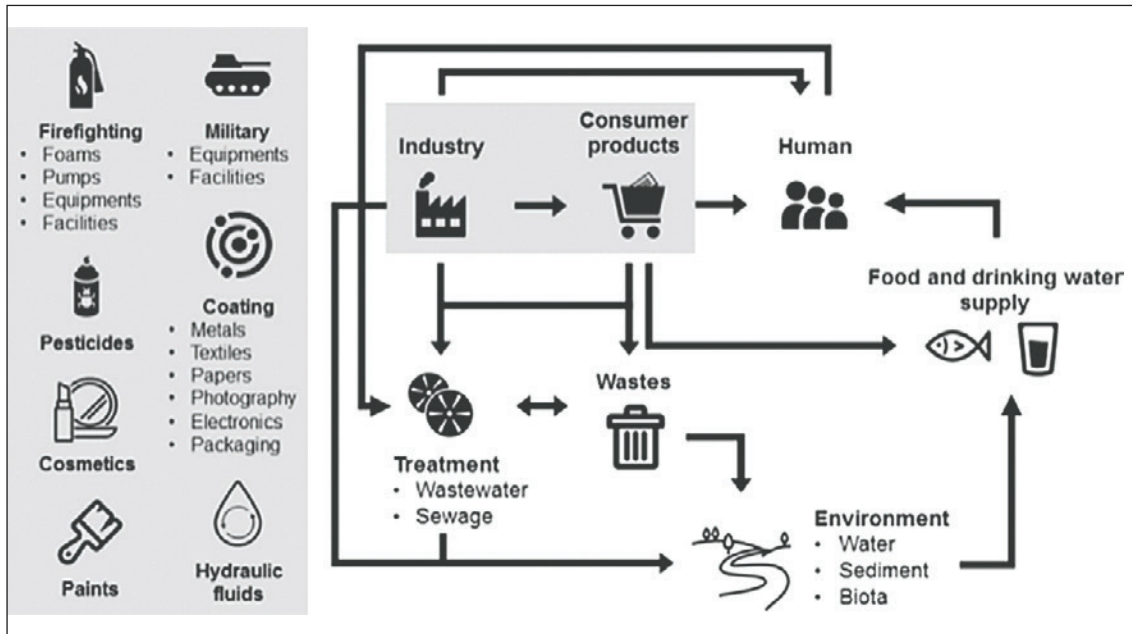 Firefighting
• Foams
• Pumps
• Equipments
• Facilities
Pesticides
Cosmetics
Paints
Military
• Equipments
• Facilities
Coating
• Metals
• Textiles
• Papers
• Photography
• Electronics
• Packaging
Hydraulic
fluids
Industry
Consumer
products
Human
Food and drinking water
supply
Wastes
Treatment
• Wastewater
• Sewage
Environment
• Water
• Sediment
• Biota